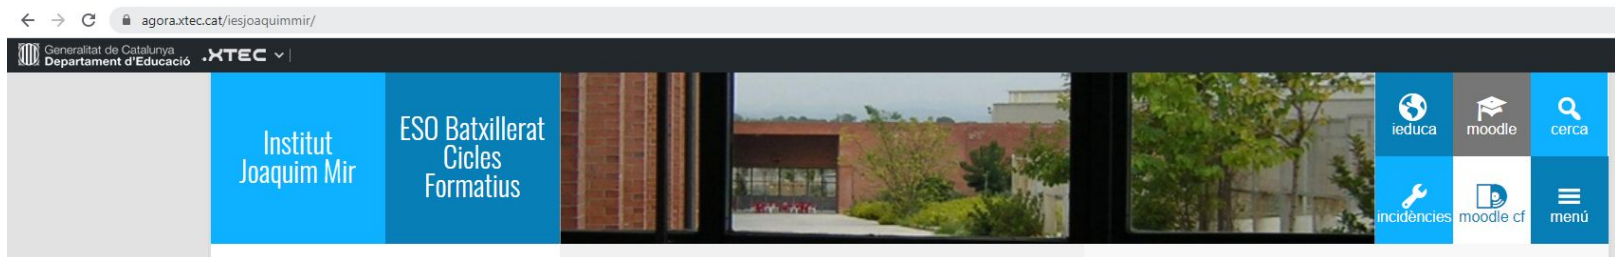 agora.xtec.cat/iesjoaquimmir/
Generalitat de Catalunya
Departament d'Educació
.XTEC
Institut
Joaquim Mir
ESO Batxillerat
Cicles
Formatius
ieduca
moodle
cerca
incidències
moodle cf
menú